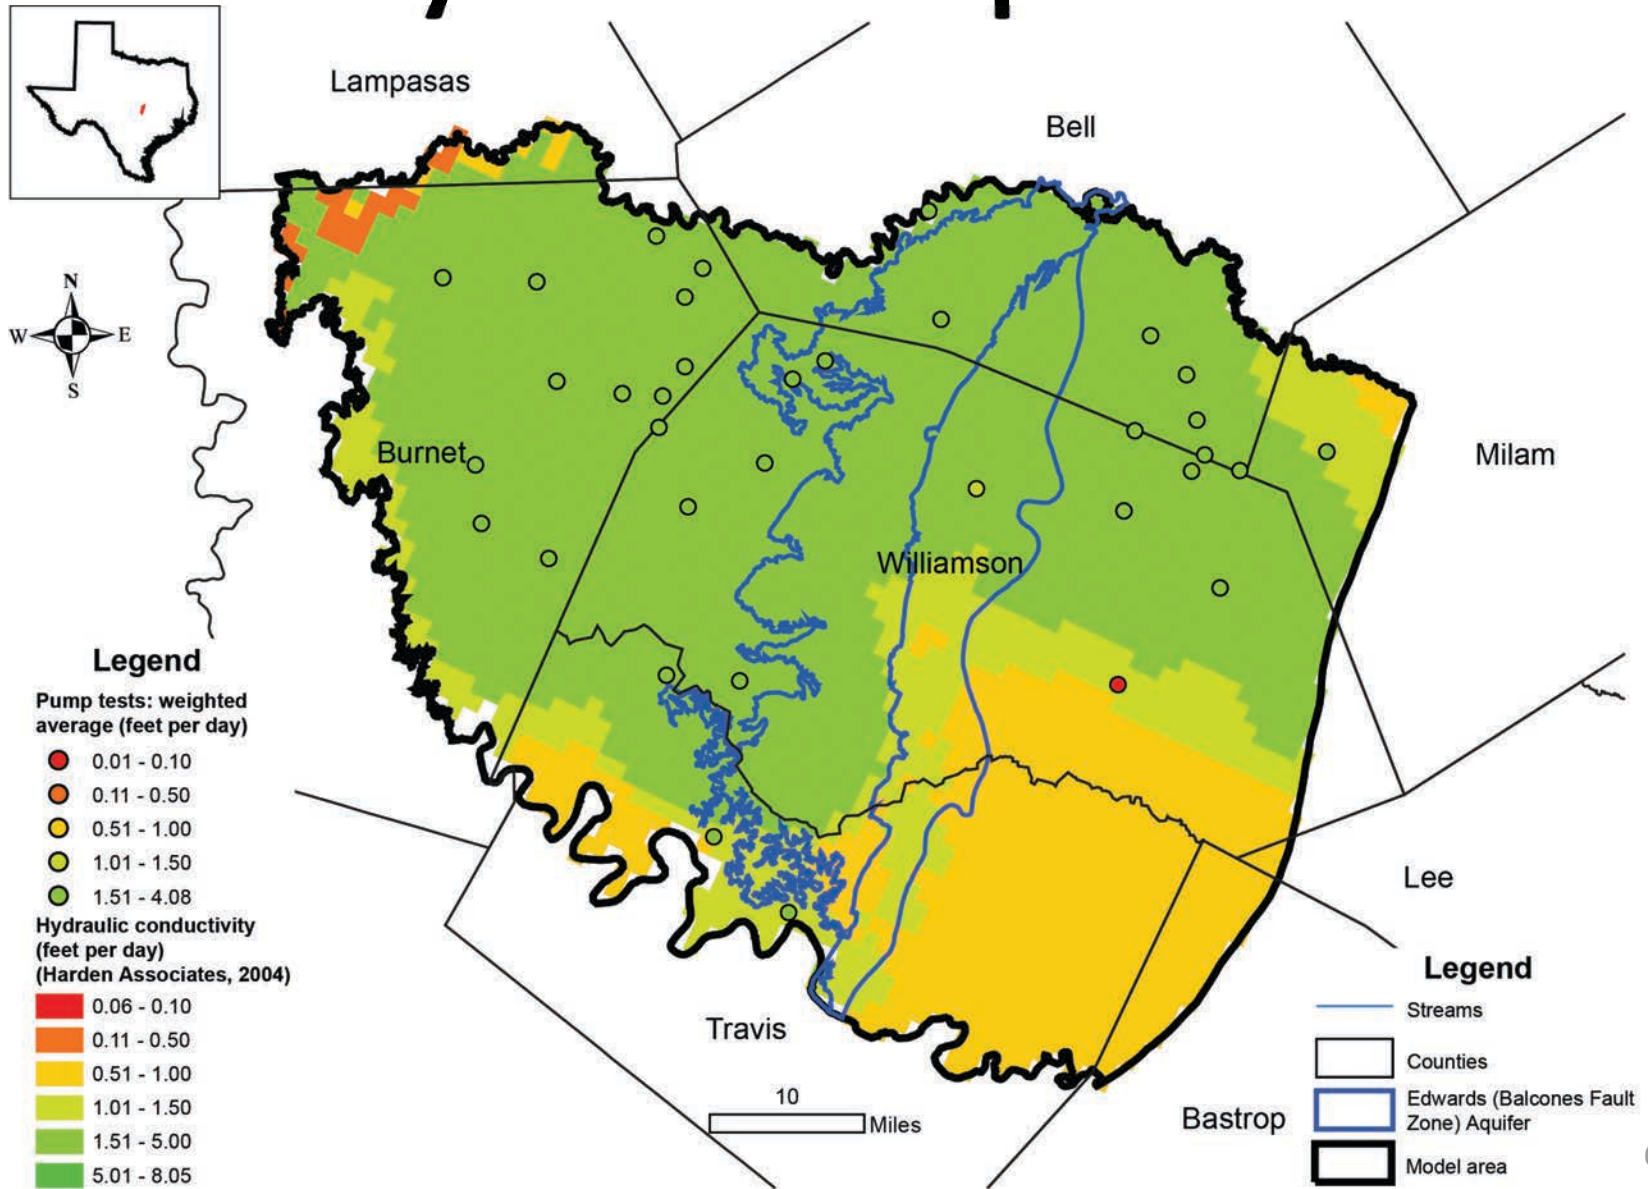 Lampasas
Bell
N
W
E
S
Burnet
Milam
Williamson
Legend
Pump tests: weighted
average (feet per day)
0.01 - 0.10
0.11 - 0.50
0.51 - 1.00
1.01 - 1.50
1.51 - 4.08
Hydraulic conductivity
(feet per day)
(Harden Associates, 2004)
0.06 - 0.10
0.11 - 0.50
0.51 - 1.00
1.01 - 1.50
1.51 - 5.00
5.01 - 8.05
Travis
10
Miles
Lee
Bastrop
Legend
Streams
Counties
Edwards (Balcones Fault
Zone) Aquifer
Model area